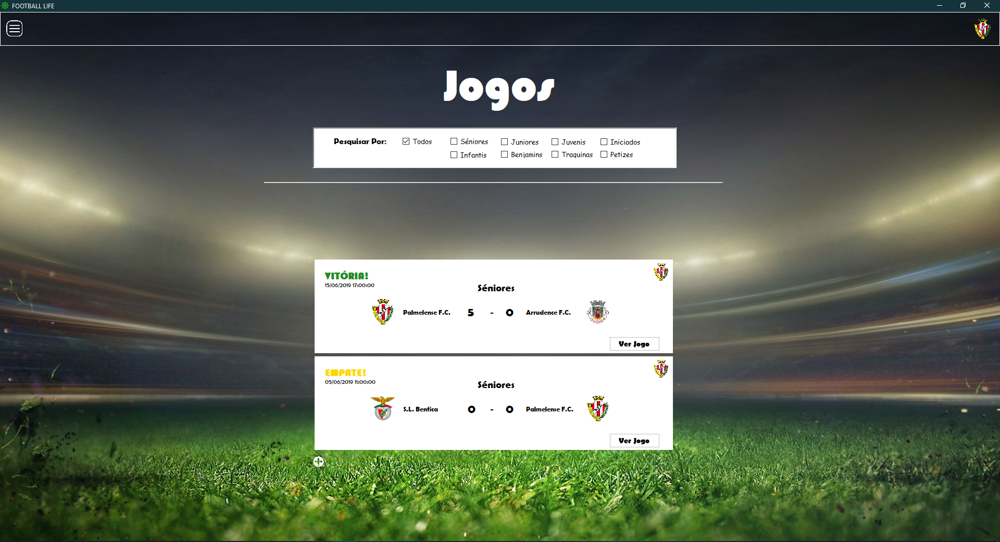 FOOTBALL LIFE
Jogos
Pesquisar Por: Todos Séniores Juniores Juvenis Iniciados
Infantis Benjamins Traquinas Petizes
VITÓRIA!
15/06/2019 17:00:00
Séniores
Palmelense F.C. 5 - 0 Arrudence F.C.
Ver Jogo
EMPATE!
05/06/2019 11:00:00
Séniores
S.L. Benfica 0 - 0 Palmelense F.C.
Ver Jogo